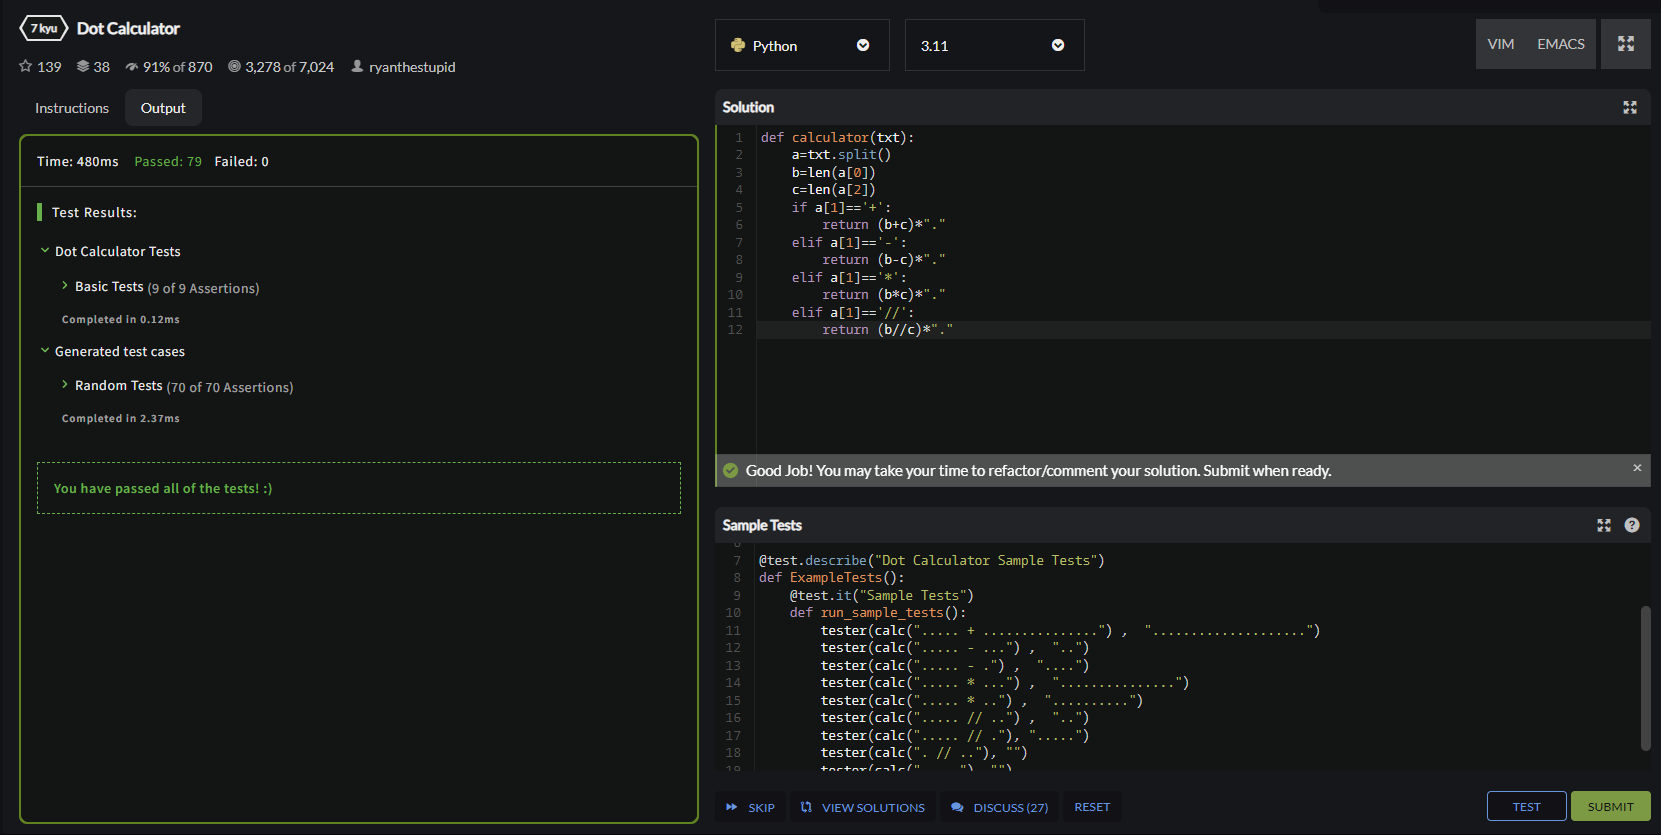 7 kyu Dot Calculator
139 38 91% of 870 3,278 of 7,024 ryanthestupid
Instructions Output
Time: 480ms Passed: 79 Failed: 0
Test Results:
Dot Calculator Tests
Basic Tests (9 of 9 Assertions)
Completed in 0.12ms
Generated test cases
Random Tests (70 of 70 Assertions)
Completed in 2.37ms
You have passed all of the tests! :)
Python 3.11 VIM EMACS
Solution
1 def calculator(txt):
2     a=txt.split()
3     b=len(a[0])
4     c=len(a[2])
5     if a[1]=='+':
6         return (b+c)*"."
7     elif a[1]=='-':
8         return (b-c)*"."
9     elif a[1]=='*':
10         return (b*c)*"."
11     elif a[1]=='//':
12         return (b//c)*"."
Good Job! You may take your time to refactor/comment your solution. Submit when ready.
Sample Tests
7 @test.describe("Dot Calculator Sample Tests")
8 def ExampleTests():
9     @test.it("Sample Tests")
10     def run_sample_tests():
11         tester(calc("..... + ...............") ,  "....................")
12         tester(calc("..... - ...") ,  "..")
13         tester(calc("..... - .") ,  "....")
14         tester(calc("..... * ...") ,  "...............")
15         tester(calc("..... * ..") ,  "..........")
16         tester(calc("..... // ..") ,  "..")
17         tester(calc("..... // ."), ".....")
18         tester(calc(". // .."), "")
SKIP VIEW SOLUTIONS DISCUSS (27) RESET TEST SUBMIT